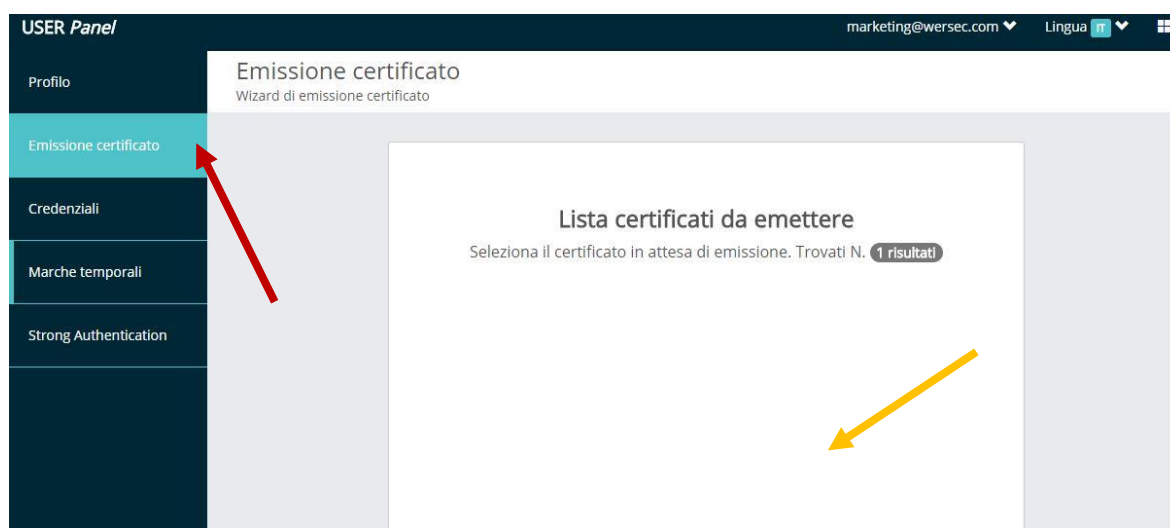 USER Panel
marketing@wersec.com
Lingua IT
Profilo
Emissione certificato
Credenziali
Marche temporali
Strong Authentication
Emissione certificato
Wizard di emissione certificato
Lista certificati da emettere
Seleziona il certificato in attesa di emissione. Trovati N. 1 risultati